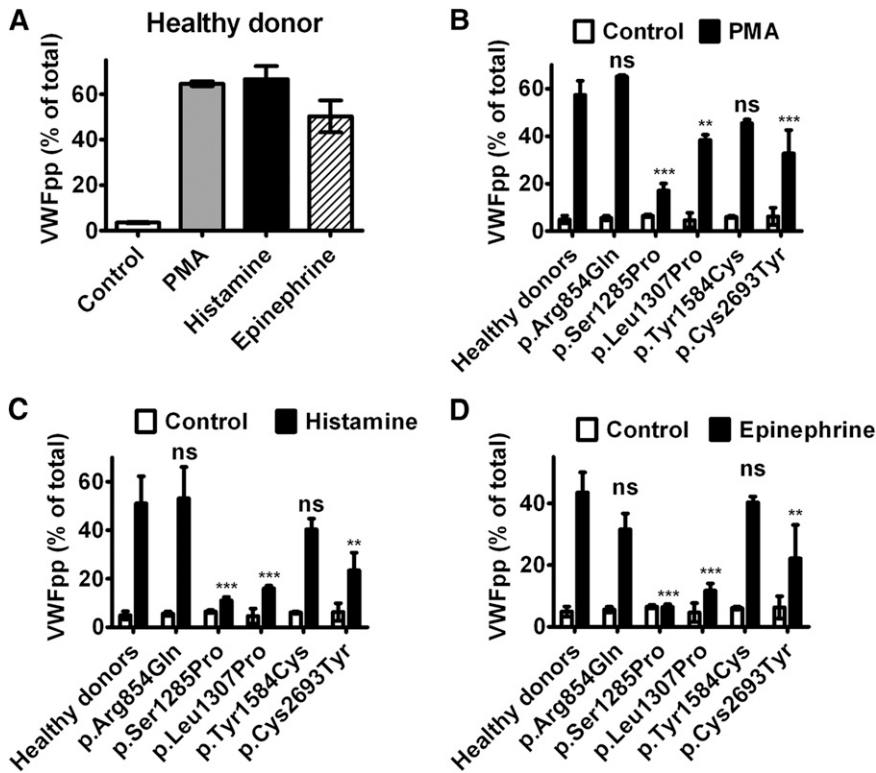 A
Healthy donor
VWFpp (% of total)
60
40
20
0
Control
PMA
Histamine
Epinephrine
B
Control PMA
VWFpp (% of total)
60
40
20
0
ns
***
**
ns
***
Healthy donors
p.Arg854Gln
p.Ser1285Pro
p.Leu1307Pro
p.Tyr1584Cys
p.Cys2693Tyr
C
Control Histamine
VWFpp (% of total)
60
40
20
0
ns
***
***
ns
**
Healthy donors
p.Arg854Gln
p.Ser1285Pro
p.Leu1307Pro
p.Tyr1584Cys
p.Cys2693Tyr
D
Control Epinephrine
VWFpp (% of total)
40
20
0
ns
***
***
ns
**
Healthy donors
p.Arg854Gln
p.Ser1285Pro
p.Leu1307Pro
p.Tyr1584Cys
p.Cys2693Tyr